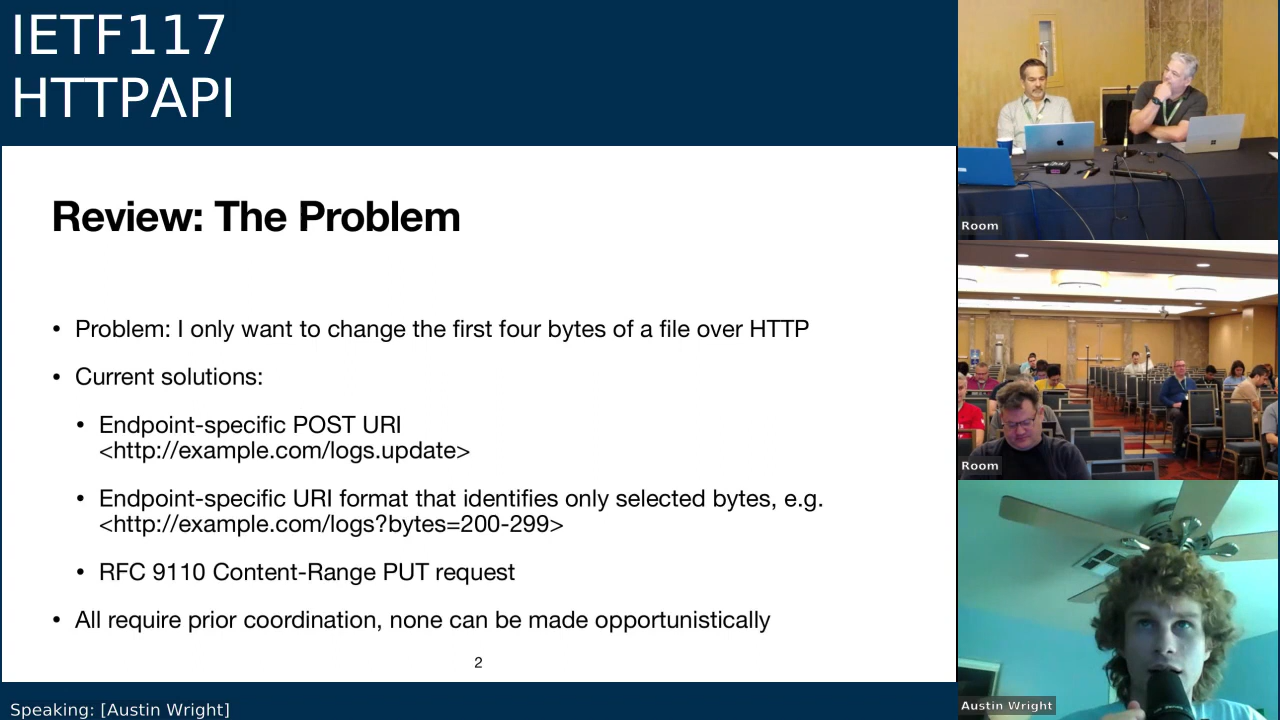 IETF117
HTTPAPI
Review: The Problem
• Problem: I only want to change the first four bytes of a file over HTTP
• Current solutions:
• Endpoint-specific POST URI
<http://example.com/logs.update>
• Endpoint-specific URI format that identifies only selected bytes, e.g.
<http://example.com/logs?bytes=200-299>
• RFC 9110 Content-Range PUT request
• All require prior coordination, none can be made opportunistically
2
Speaking: [Austin Wright]
Room
Room
Austin Wright